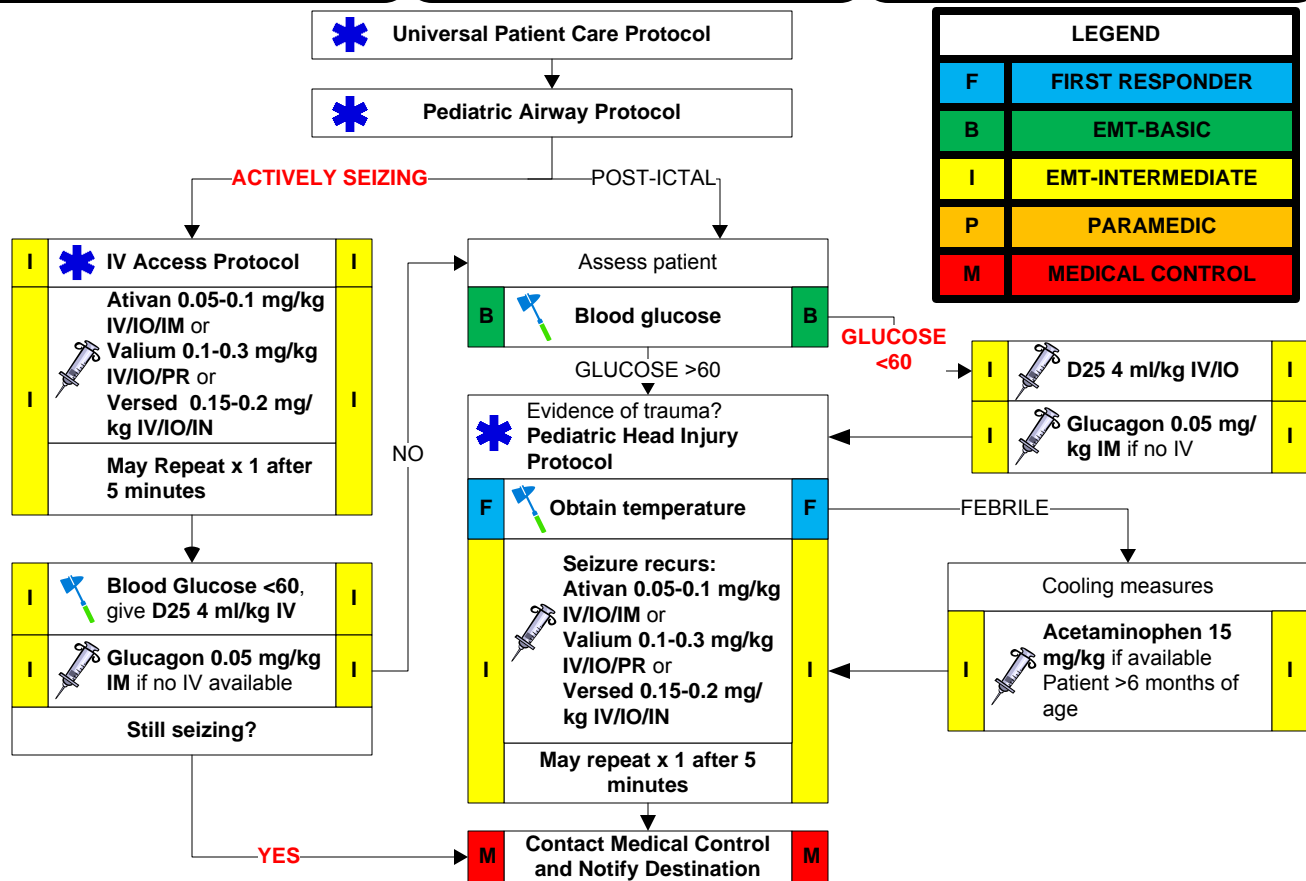 Universal Patient Care Protocol
Pediatric Airway Protocol
LEGEND
F FIRST RESPONDER
B EMT-BASIC
I EMT-INTERMEDIATE
P PARAMEDIC
M MEDICAL CONTROL
ACTIVELY SEIZING
POST-ICTAL
I IV Access Protocol I
Ativan 0.05-0.1 mg/kg
IV/IO/IM or
Valium 0.1-0.3 mg/kg
IV/IO/PR or
Versed 0.15-0.2 mg/
kg IV/IO/IN
I I
May Repeat x 1 after
5 minutes
I I
Blood Glucose <60,
give D25 4 ml/kg IV
I I
Glucagon 0.05 mg/kg
IM if no IV available
Still seizing?
NO
YES
Assess patient
B Blood glucose B
GLUCOSE
<60
GLUCOSE >60
I D25 4 ml/kg IV/IO I
I I
Glucagon 0.05 mg/
kg IM if no IV
Evidence of trauma?
Pediatric Head Injury
Protocol
F Obtain temperature F
FEBRILE
Cooling measures
I I
Acetaminophen 15
mg/kg if available
Patient >6 months of
age
Seizure recurs:
Ativan 0.05-0.1 mg/kg
IV/IO/IM or
Valium 0.1-0.3 mg/kg
IV/IO/PR or
Versed 0.15-0.2 mg/
kg IV/IO/IN
I I
May repeat x 1 after 5
minutes
M M
Contact Medical Control
and Notify Destination